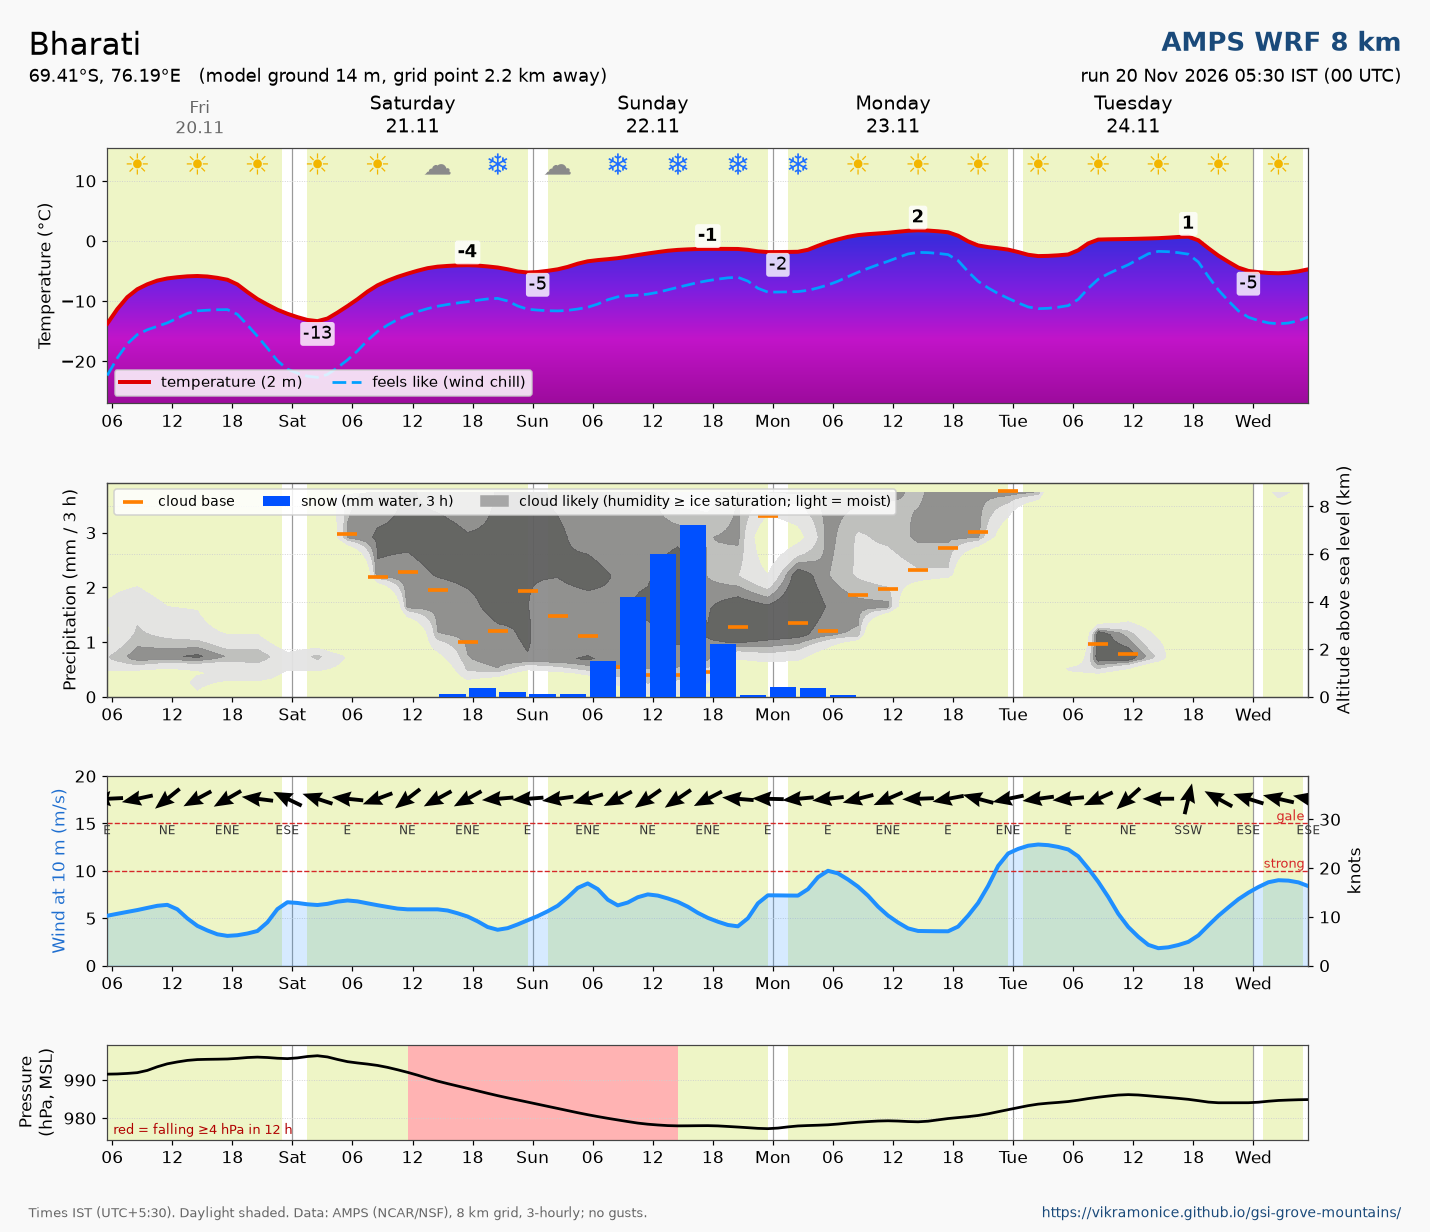 Bharati
AMPS WRF 8 km
69.41°S, 76.19°E (model ground 14 m, grid point 2.2 km away)
run 20 Nov 2026 05:30 IST (00 UTC)
Fri Saturday Sunday Monday Tuesday
20.11 21.11 22.11 23.11 24.11
Temperature (°C)
10
0
−10
−20
-13 -4 -5 -1 -2 2 1 -5
temperature (2 m) feels like (wind chill)
06 12 18 Sat 06 12 18 Sun 06 12 18 Mon 06 12 18 Tue 06 12 18 Wed
Precipitation (mm / 3 h)
3
2
1
0
cloud base snow (mm water, 3 h) cloud likely (humidity ≥ ice saturation; light = moist)
8
6
4
2
0
Altitude above sea level (km)
06 12 18 Sat 06 12 18 Sun 06 12 18 Mon 06 12 18 Tue 06 12 18 Wed
Wind at 10 m (m/s)
20
15
10
5
0
E NE ENE ESE E NE ENE E ENE NE ENE E E ENE E ENE E NE SSW ESE ESE
gale
strong
30
20
10
0
knots
06 12 18 Sat 06 12 18 Sun 06 12 18 Mon 06 12 18 Tue 06 12 18 Wed
Pressure
(hPa, MSL)
990
980
red = falling ≥4 hPa in 12 h
06 12 18 Sat 06 12 18 Sun 06 12 18 Mon 06 12 18 Tue 06 12 18 Wed
Times IST (UTC+5:30). Daylight shaded. Data: AMPS (NCAR/NSF), 8 km grid, 3-hourly; no gusts.
https://vikramonice.github.io/gsi-grove-mountains/